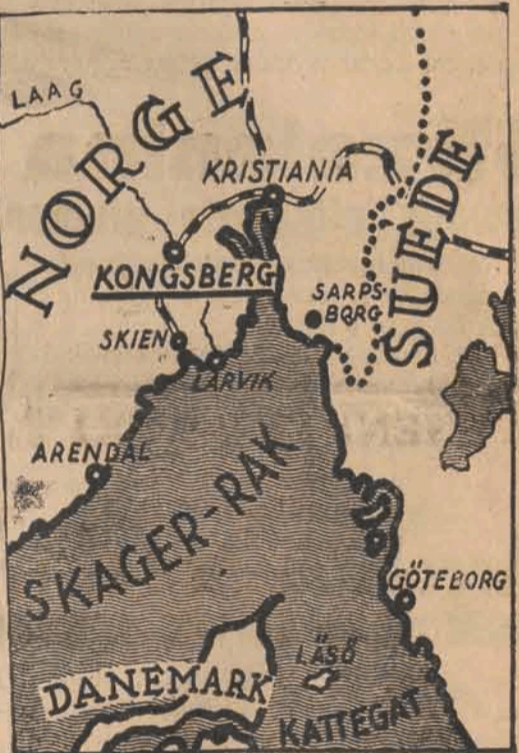 LAAG
NORGE
KRISTIANIA
SUEDE
KONGSBERG
SARPS-
BORG
SKIEN
LARVIK
ARENDAL
SKAGER-RAK
GÖTEBORG
LÄSÖ
DANEMARK
KATTEGAT